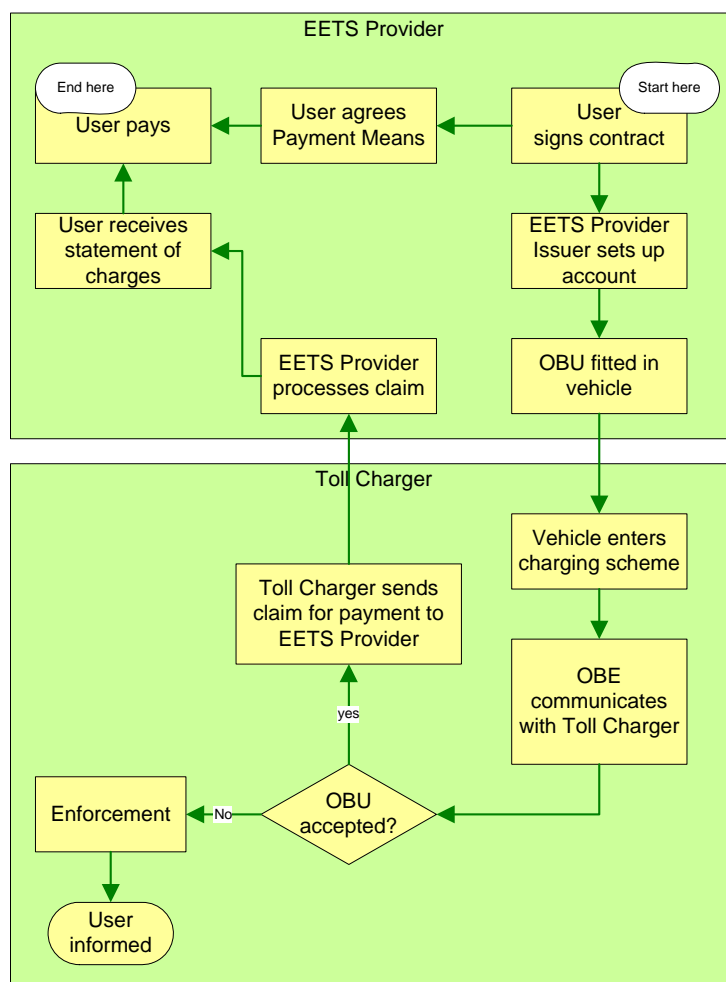 EETS Provider
End here
Start here
User pays
User agrees
Payment Means
User
signs contract
User receives
statement of
charges
EETS Provider
Issuer sets up
account
EETS Provider
processes claim
OBU fitted in
vehicle
Toll Charger
Vehicle enters
charging scheme
Toll Charger sends
claim for payment to
EETS Provider
OBE
communicates
with Toll Charger
yes
Enforcement
No
OBU
accepted?
User
informed